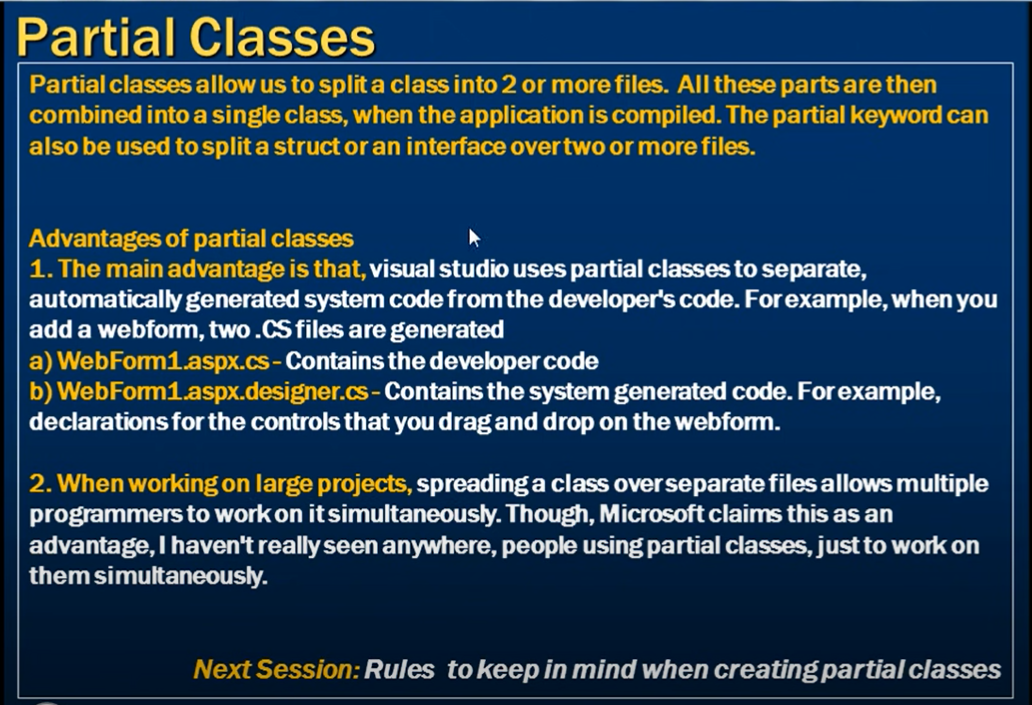 Partial Classes
Partial classes allow us to split a class into 2 or more files. All these parts are then
combined into a single class, when the application is compiled. The partial keyword can
also be used to split a struct or an interface over two or more files.
Advantages of partial classes
1. The main advantage is that, visual studio uses partial classes to separate,
automatically generated system code from the developer's code. For example, when you
add a webform, two .CS files are generated
a) WebForm1.aspx.cs - Contains the developer code
b) WebForm1.aspx.designer.cs - Contains the system generated code. For example,
declarations for the controls that you drag and drop on the webform.
2. When working on large projects, spreading a class over separate files allows multiple
programmers to work on it simultaneously. Though, Microsoft claims this as an
advantage, I haven't really seen anywhere, people using partial classes, just to work on
them simultaneously.
Next Session: Rules to keep in mind when creating partial classes